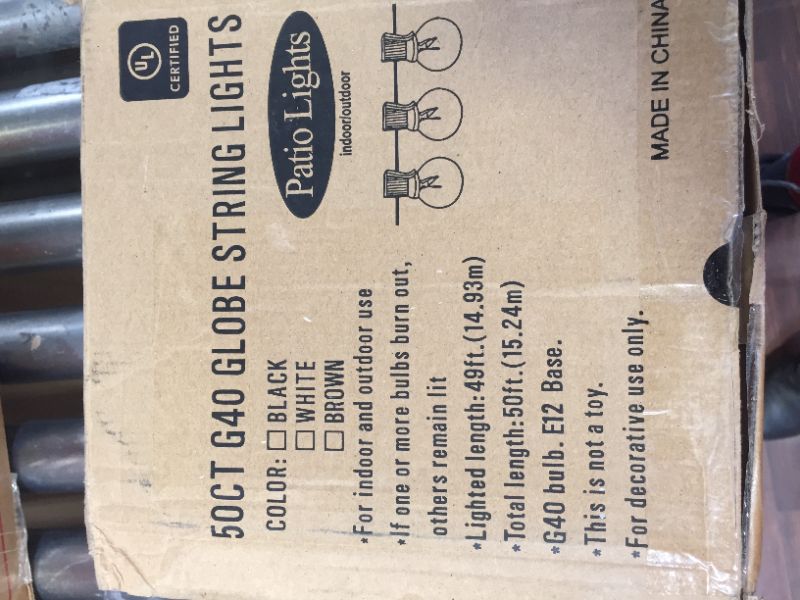 UL
CERTIFIED
50CT G40 GLOBE STRING LIGHTS
Patio Lights
indoor/outdoor
COLOR: ☐ BLACK
☐ WHITE
☐ BROWN
*For indoor and outdoor use
*If one or more bulbs burn out,
others remain lit
*Lighted length:49ft.(14.93m)
*Total length:50ft.(15.24m)
*G40 bulb. E12 Base.
*This is not a toy.
*For decorative use only.
MADE IN CHINA